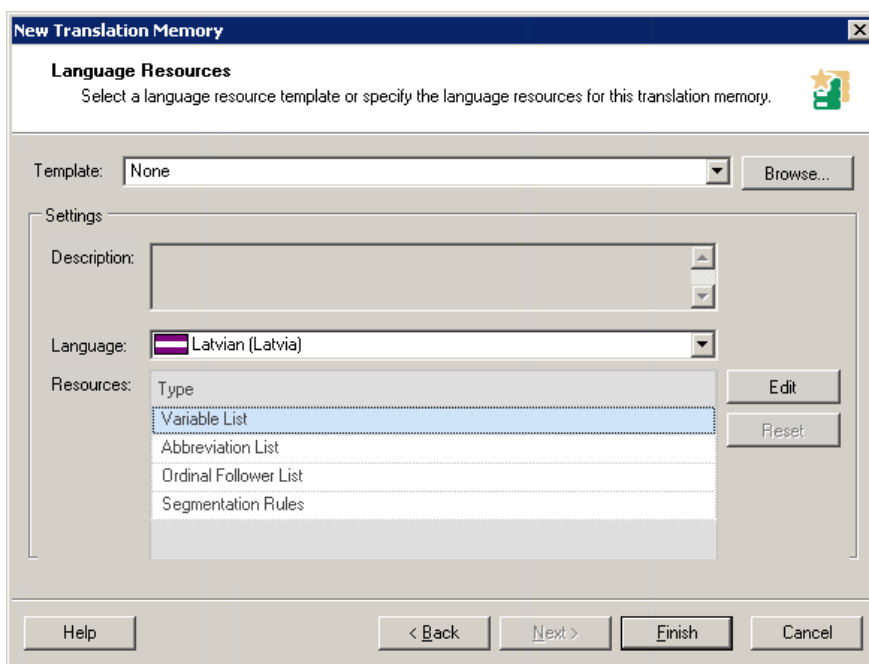 New Translation Memory
Language Resources
Select a language resource template or specify the language resources for this translation memory.
Template: None Browse...
Settings
Description:
Language: Latvian (Latvia)
Resources: Type Edit
Variable List
Reset
Abbreviation List
Ordinal Follower List
Segmentation Rules
Help < Back Next > Finish Cancel